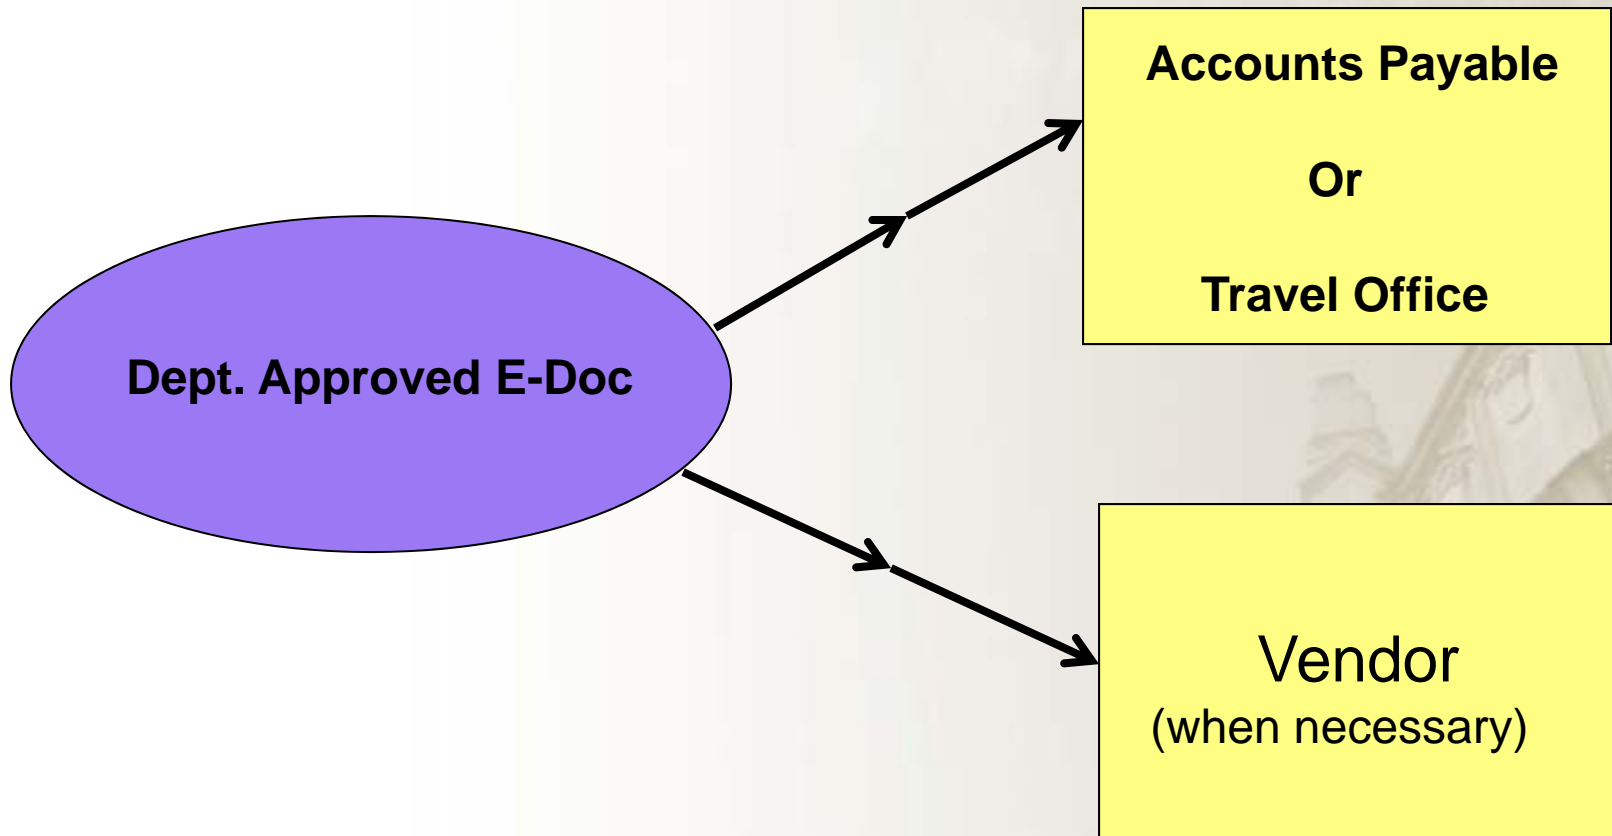 Accounts Payable
Or
Travel Office
Dept. Approved E-Doc
Vendor
(when necessary)